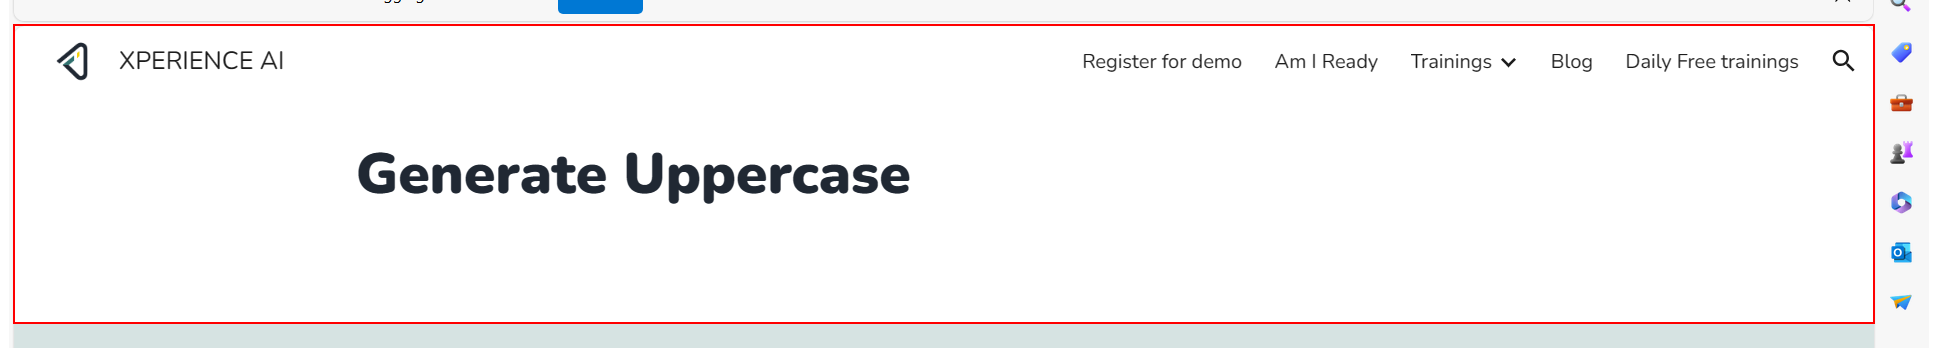 XPERIENCE AI
Register for demo
Am I Ready
Trainings
Blog
Daily Free trainings
Generate Uppercase